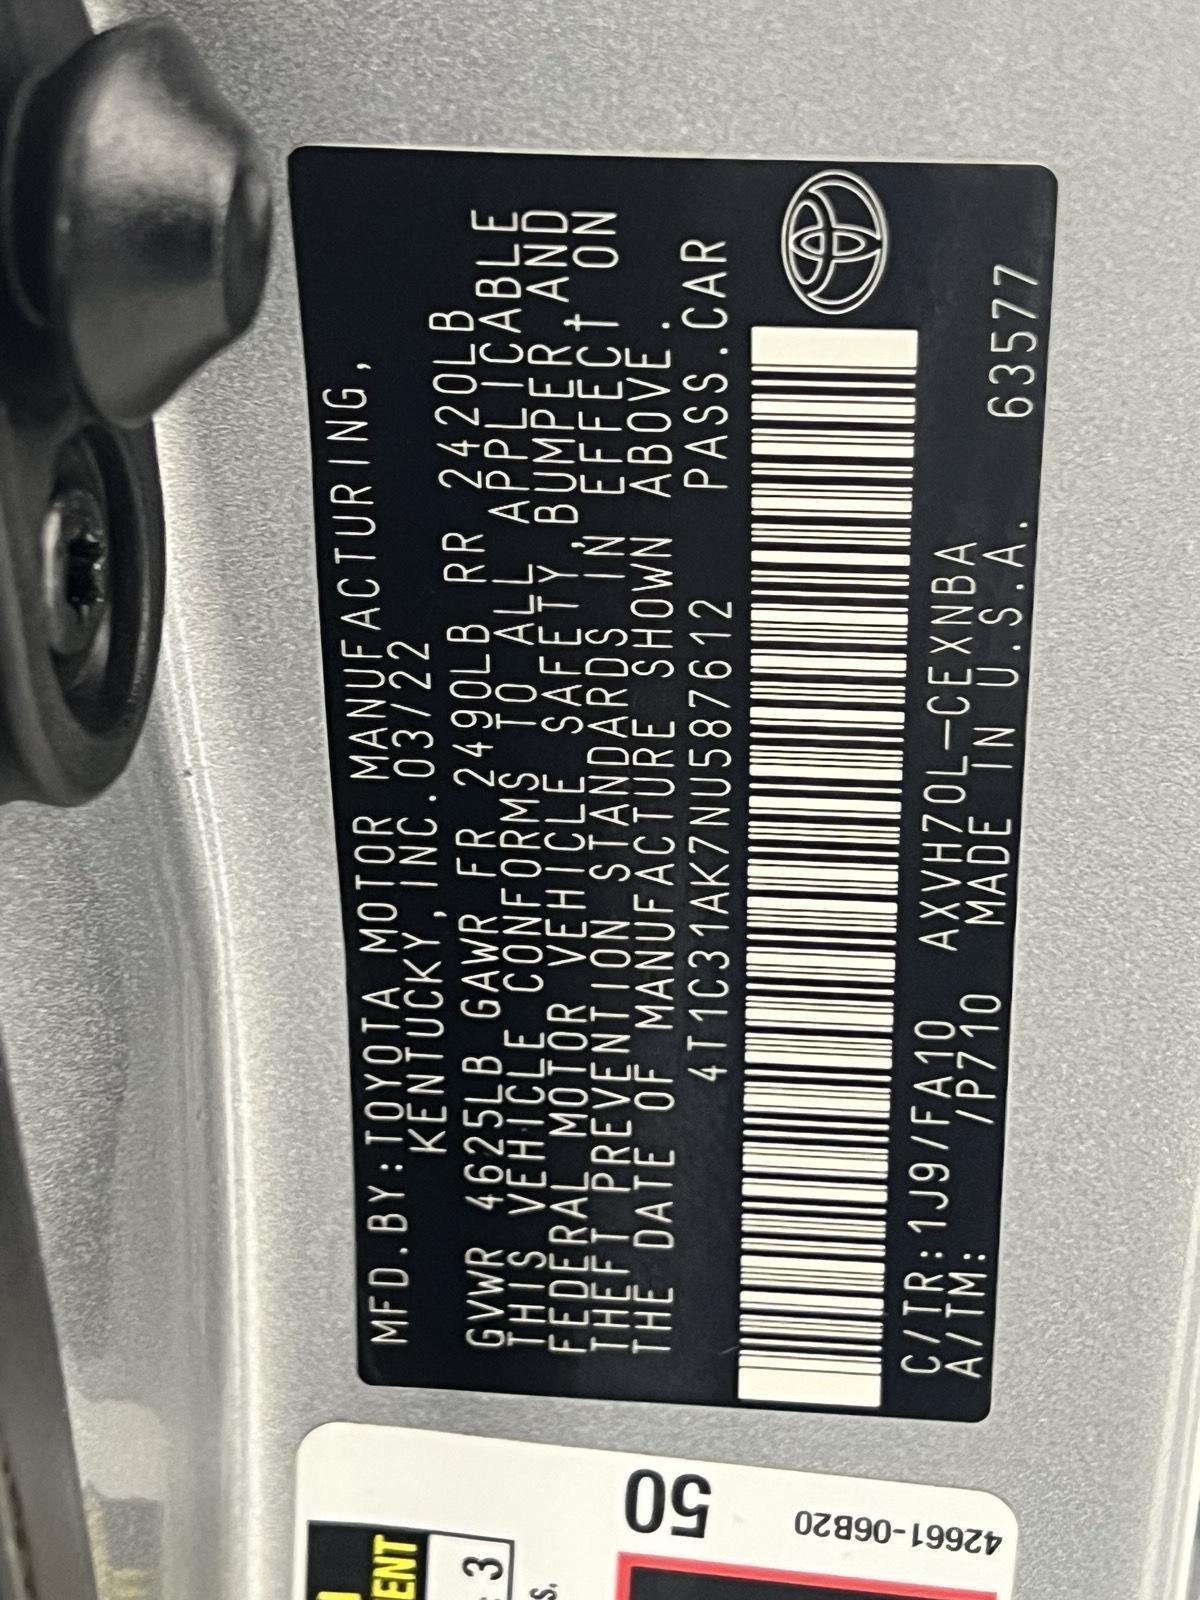 MFD.BY:TOYOTA MOTOR MANUFACTURING,
KENTUCKY, INC. 03/22
GVWR 4625LB GAWR FR 2490LB RR 2420LB
THIS VEHICLE CONFORMS TO ALL APPLICABLE
FEDERAL MOTOR VEHICLE SAFETY, BUMPER AND
THEFT PREVENTION STANDARDS IN EFFECT ON
THE DATE OF MANUFACTURE SHOWN ABOVE.
4T1C31AK7NU587612 PASS.CAR
C/TR:1J9/FA10 AXVH70L-CEXNBA 63577
A/TM: /P710 MADE IN U.S.A.
50
42661-06B20
3